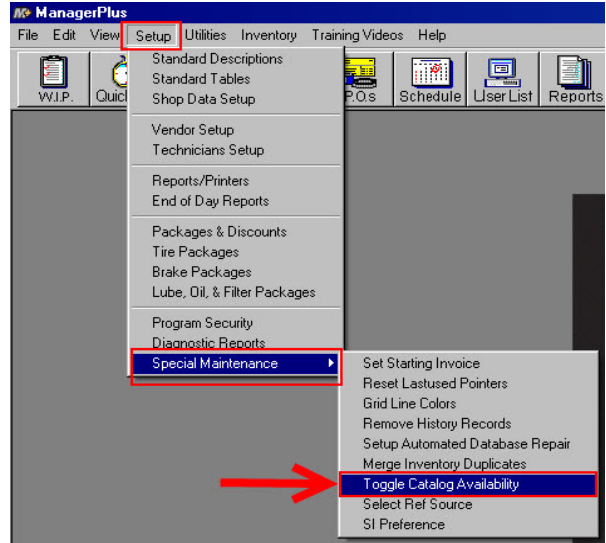 M+ ManagerPlus
File Edit View Setup Utilities Inventory Training Videos Help
W.I.P. P.O.s Schedule User List Reports
Standard Descriptions
Standard Tables
Shop Data Setup
Vendor Setup
Technicians Setup
Reports/Printers
End of Day Reports
Packages & Discounts
Tire Packages
Brake Packages
Lube, Oil, & Filter Packages
Program Security
Diagnostic Reports
Special Maintenance
Set Starting Invoice
Reset Lastused Pointers
Grid Line Colors
Remove History Records
Setup Automated Database Repair
Merge Inventory Duplicates
Toggle Catalog Availability
Select Ref Source
SI Preference